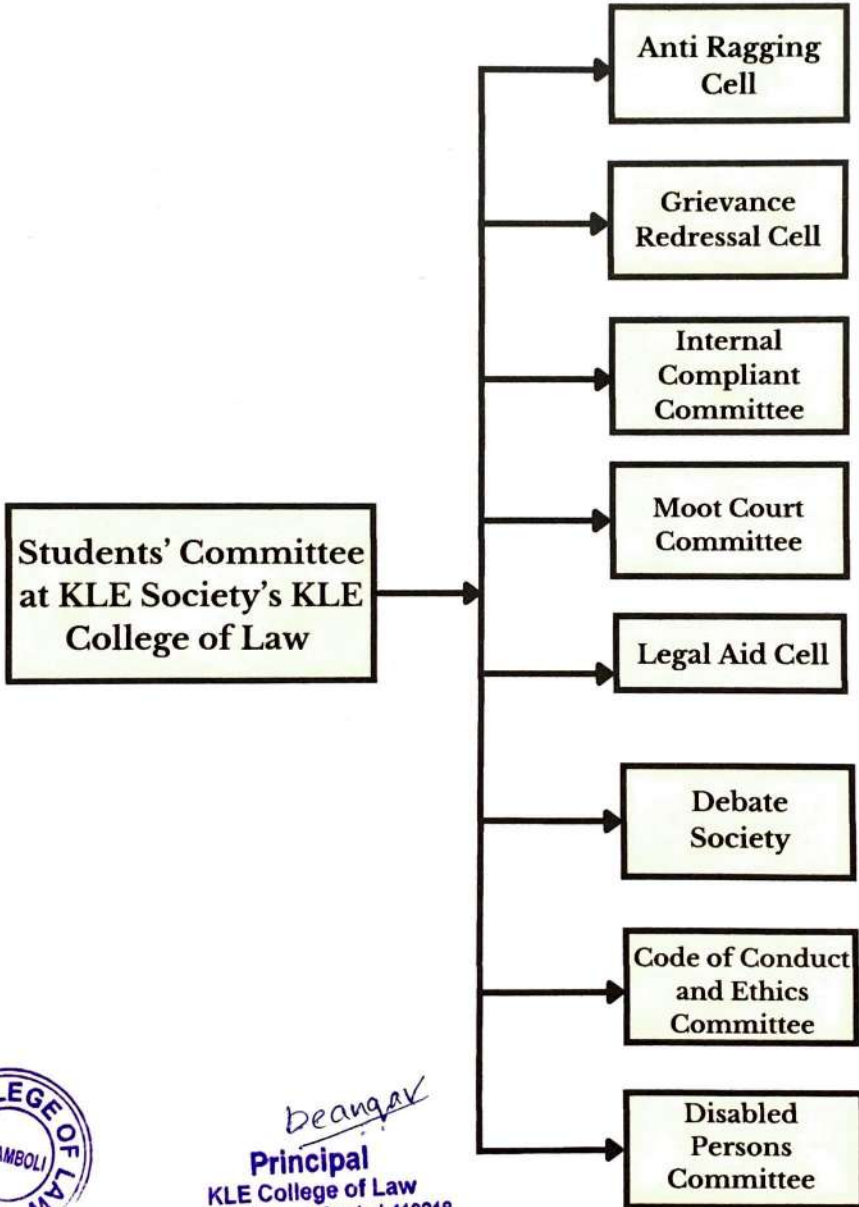 Anti Ragging
Cell
Grievance
Redressal Cell
Internal
Compliant
Committee
Moot Court
Committee
Students' Committee
at KLE Society's KLE
College of Law
Legal Aid Cell
Debate
Society
Code of Conduct
and Ethics
Committee
Disabled
Persons
Committee
OF
Principal
KLE College of Law